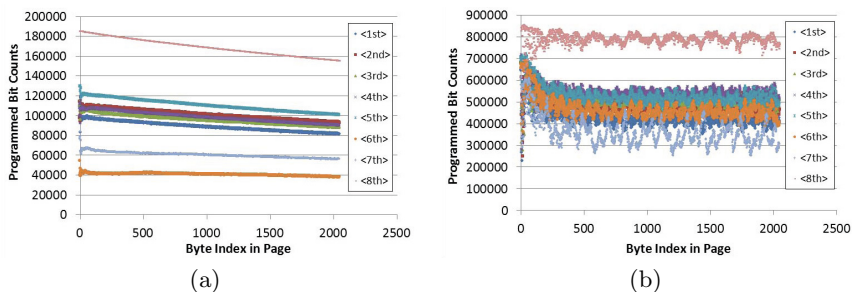 200000
180000
160000
140000
120000
100000
80000
60000
40000
20000
0
Programmed Bit Counts
0 500 1000 1500 2000 2500
Byte Index in Page
<1st>
<2nd>
<3rd>
<4th>
<5th>
<6th>
<7th>
<8th>
(a)
900000
800000
700000
600000
500000
400000
300000
200000
100000
0
Programmed Bit Counts
0 500 1000 1500 2000 2500
Byte Index in Page
<1st>
<2nd>
<3rd>
<4th>
<5th>
<6th>
<7th>
<8th>
(b)